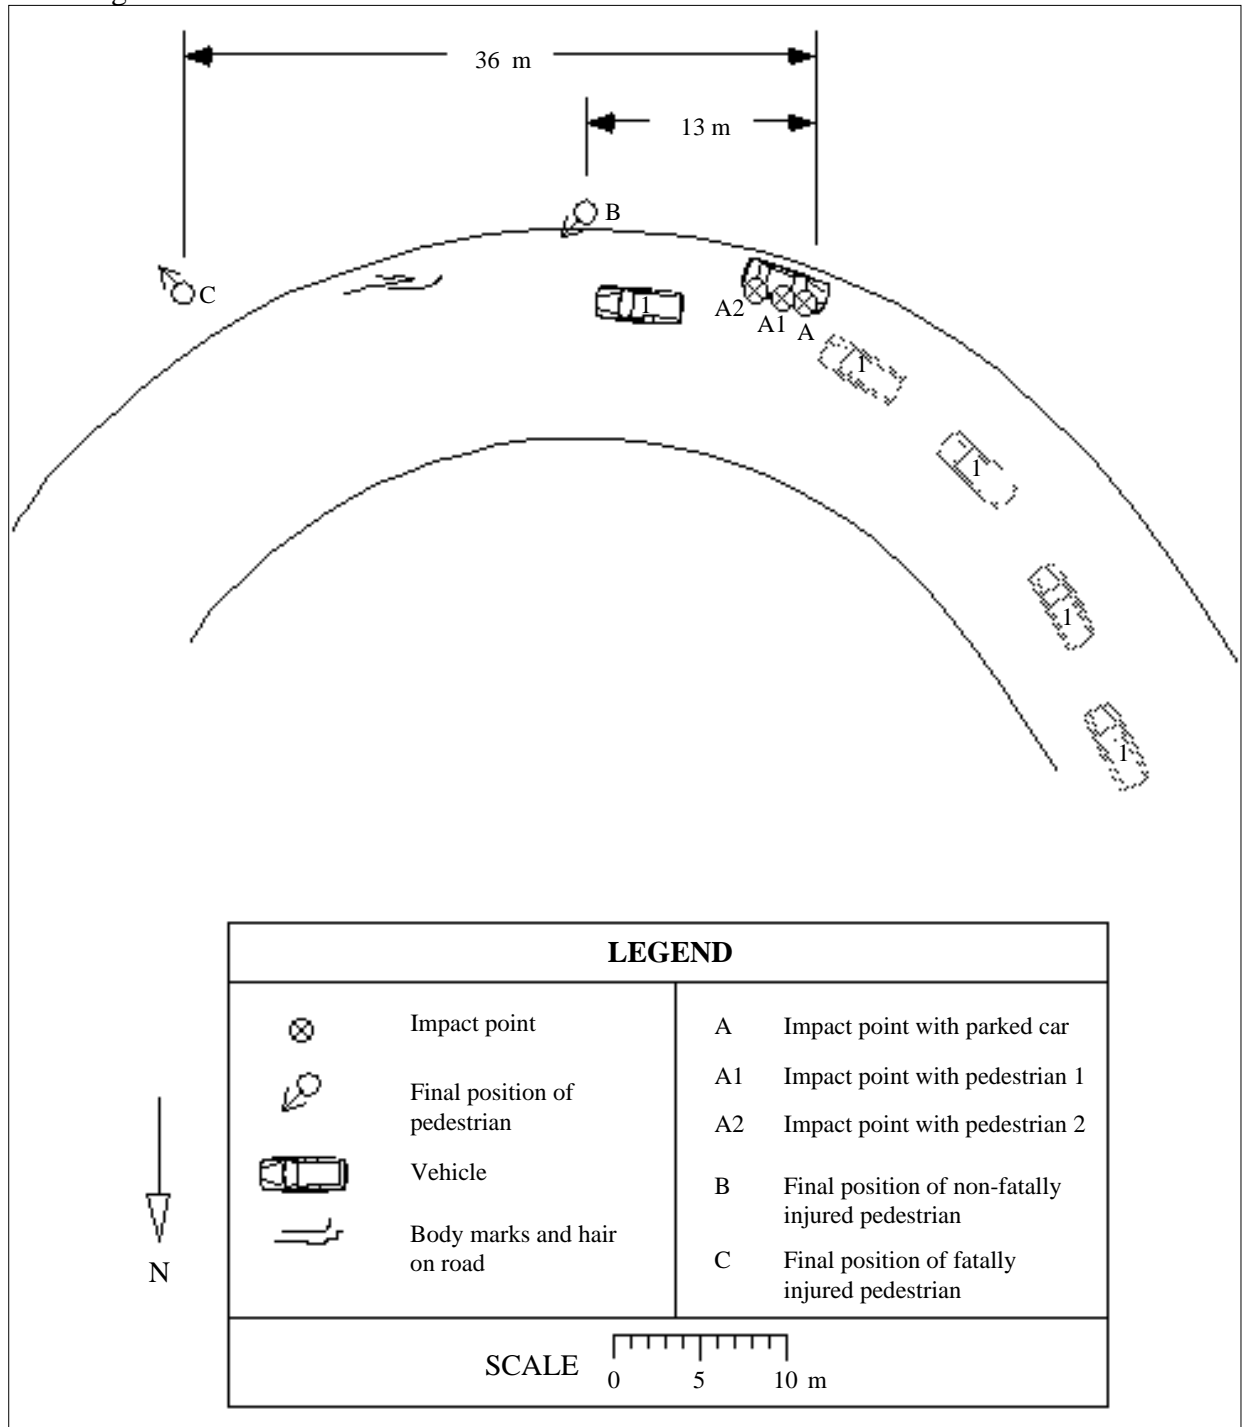 36 m
13 m
B
C
1
A2
A1
A
1
1
1
1
LEGEND
Impact point
Final position of
pedestrian
Vehicle
Body marks and hair
on road
A Impact point with parked car
A1 Impact point with pedestrian 1
A2 Impact point with pedestrian 2
B Final position of non-fatally
injured pedestrian
C Final position of fatally
injured pedestrian
N
SCALE
0 5 10 m